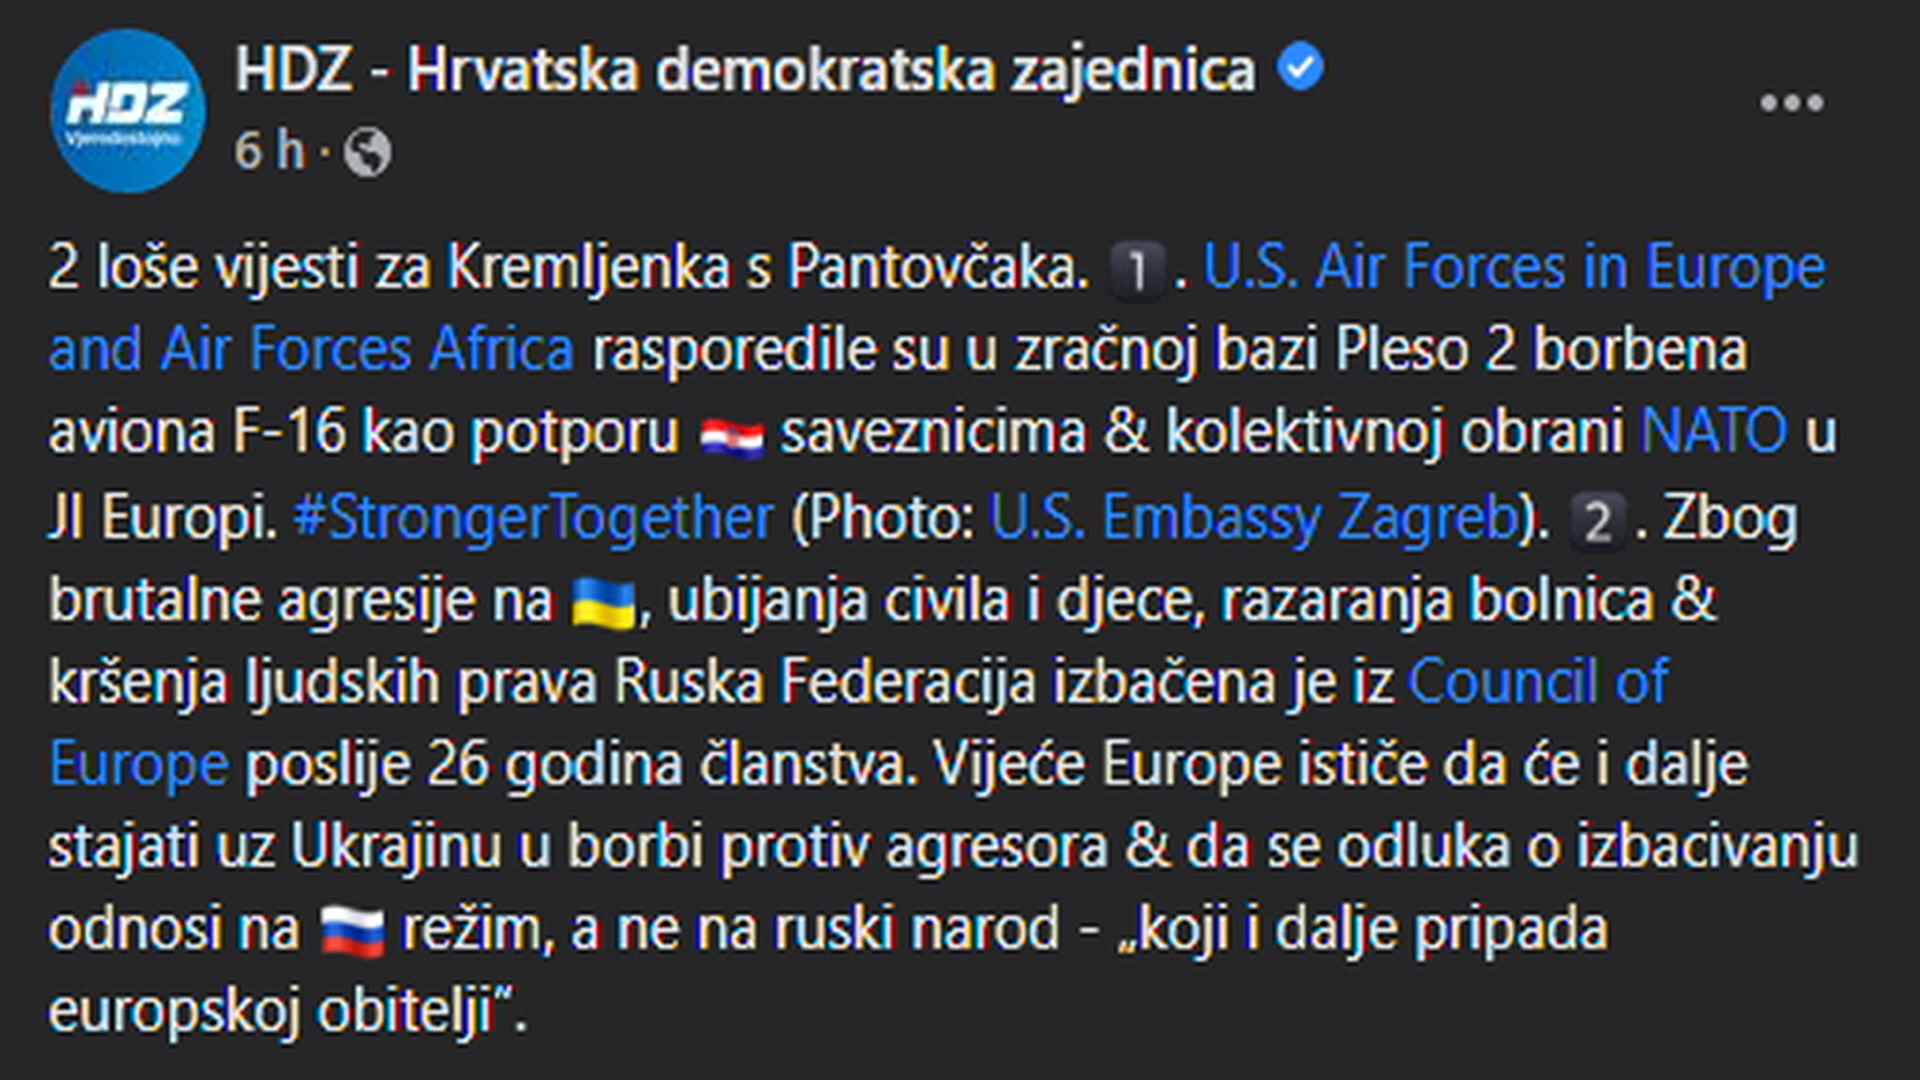 HDZ
Vjerodostojno.
HDZ - Hrvatska demokratska zajednica
6 h ·
2 loše vijesti za Kremljenka s Pantovčaka. 1️⃣. U.S. Air Forces in Europe
and Air Forces Africa rasporedile su u zračnoj bazi Pleso 2 borbena
aviona F-16 kao potporu 🇭🇷 saveznicima & kolektivnoj obrani NATO u
JI Europi. #StrongerTogether (Photo: U.S. Embassy Zagreb). 2️⃣. Zbog
brutalne agresije na 🇺🇦, ubijanja civila i djece, razaranja bolnica &
kršenja ljudskih prava Ruska Federacija izbačena je iz Council of
Europe poslije 26 godina članstva. Vijeće Europe ističe da će i dalje
stajati uz Ukrajinu u borbi protiv agresora & da se odluka o izbacivanju
odnosi na 🇷🇺 režim, a ne na ruski narod - „koji i dalje pripada
europskoj obitelji“.